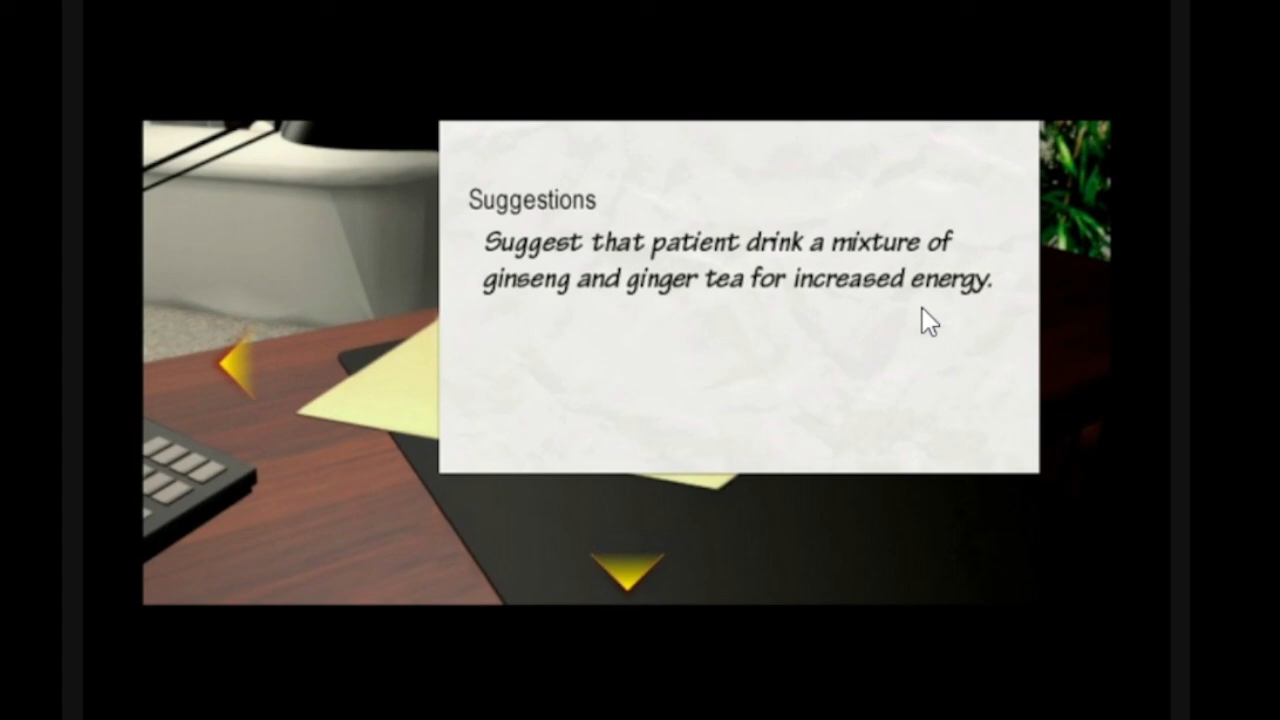 Suggestions
Suggest that patient drink a mixture of
ginseng and ginger tea for increased energy.